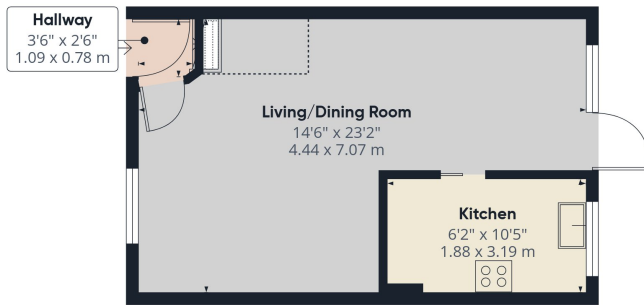 Hallway
3'6" x 2'6"
1.09 x 0.78 m
Living/Dining Room
14'6" x 23'2"
4.44 x 7.07 m
Kitchen
6'2" x 10'5"
1.88 x 3.19 m